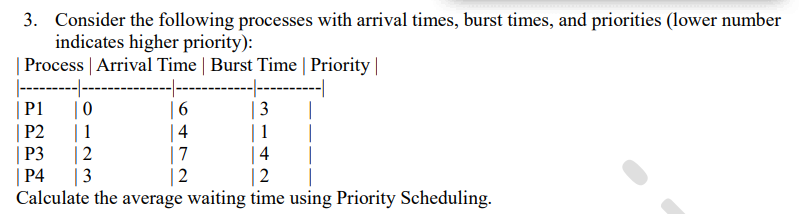 3. Consider the following processes with arrival times, burst times, and priorities (lower number
indicates higher priority):
| Process | Arrival Time | Burst Time | Priority |
|---------|--------------|------------|----------|
| P1 | 0 | 6 | 3 |
| P2 | 1 | 4 | 1 |
| P3 | 2 | 7 | 4 |
| P4 | 3 | 2 | 2 |
Calculate the average waiting time using Priority Scheduling.